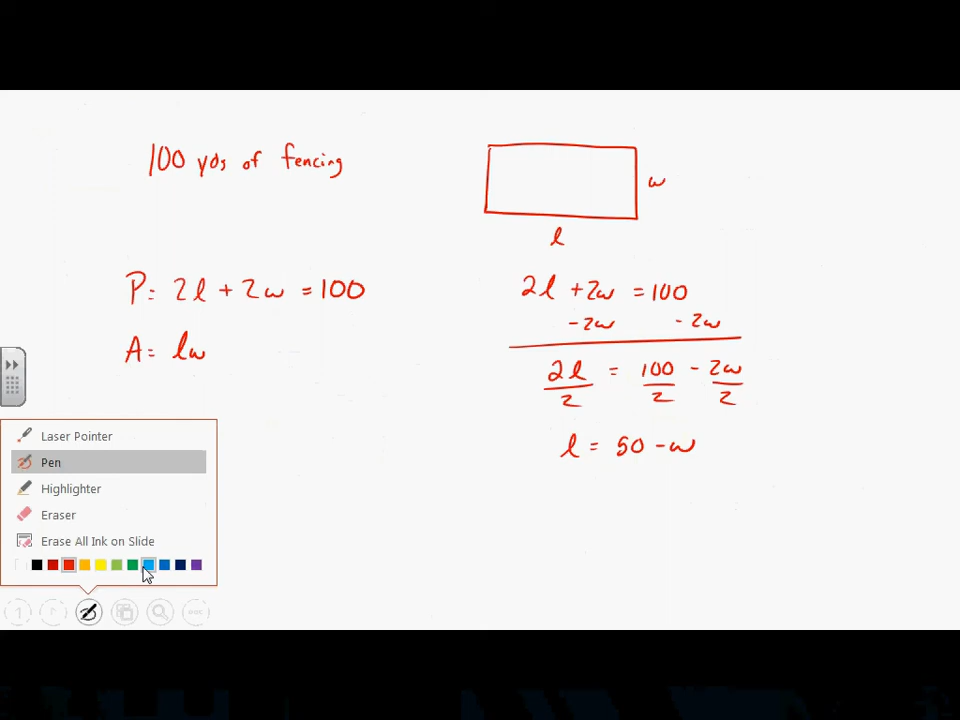 100 yds of fencing
w
l
P= 2l + 2w = 100
A= lw
2l + 2w = 100
-2w - 2w
2l = 100 - 2w
2 2 2
l = 50 - w
Laser Pointer
Pen
Highlighter
Eraser
Erase All Ink on Slide